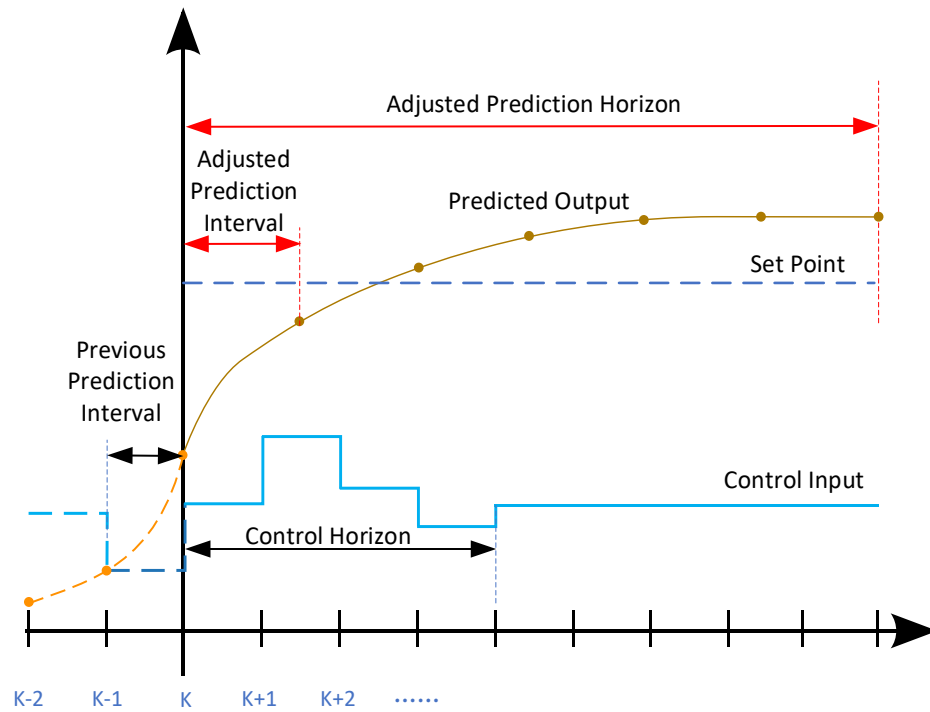 Adjusted Prediction Horizon
Adjusted
Prediction
Interval
Predicted Output
Set Point
Previous
Prediction
Interval
Control Input
Control Horizon
K-2 K-1 K K+1 K+2 ......